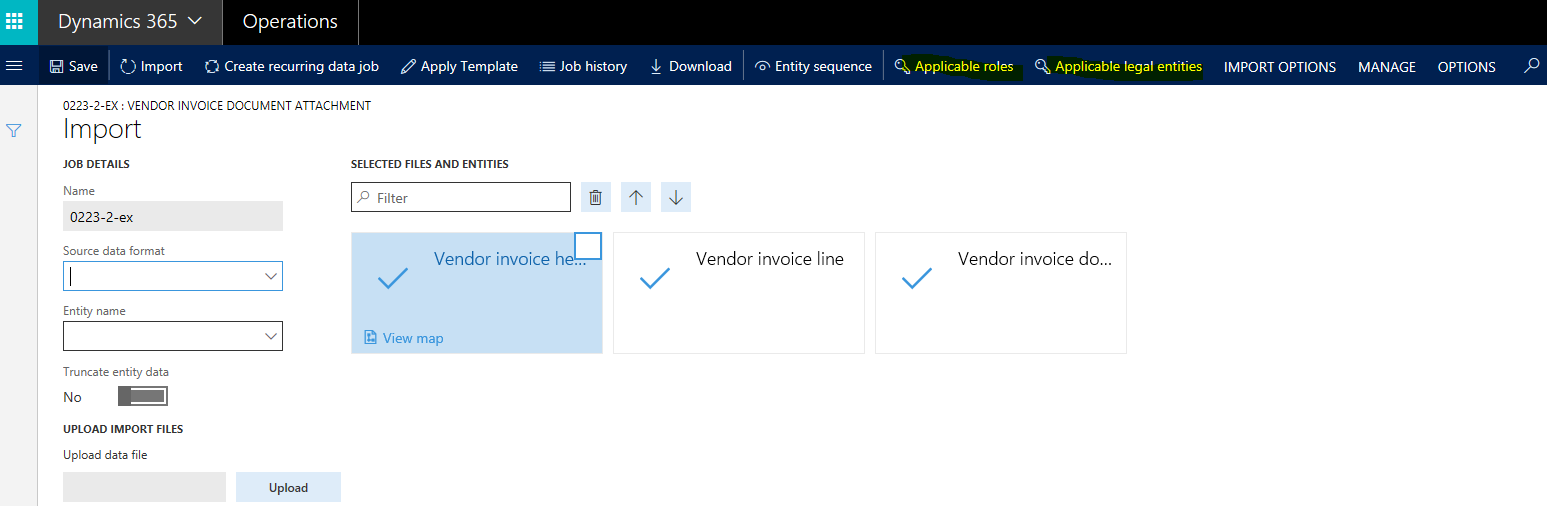 Dynamics 365 Operations
Save Import Create recurring data job Apply Template Job history Download Entity sequence Applicable roles Applicable legal entities IMPORT OPTIONS MANAGE OPTIONS
0223-2-EX : VENDOR INVOICE DOCUMENT ATTACHMENT
Import
JOB DETAILS
Name
0223-2-ex
Source data format
Entity name
Truncate entity data
No
UPLOAD IMPORT FILES
Upload data file
Upload
SELECTED FILES AND ENTITIES
Filter
Vendor invoice he...
View map
Vendor invoice line
Vendor invoice do...